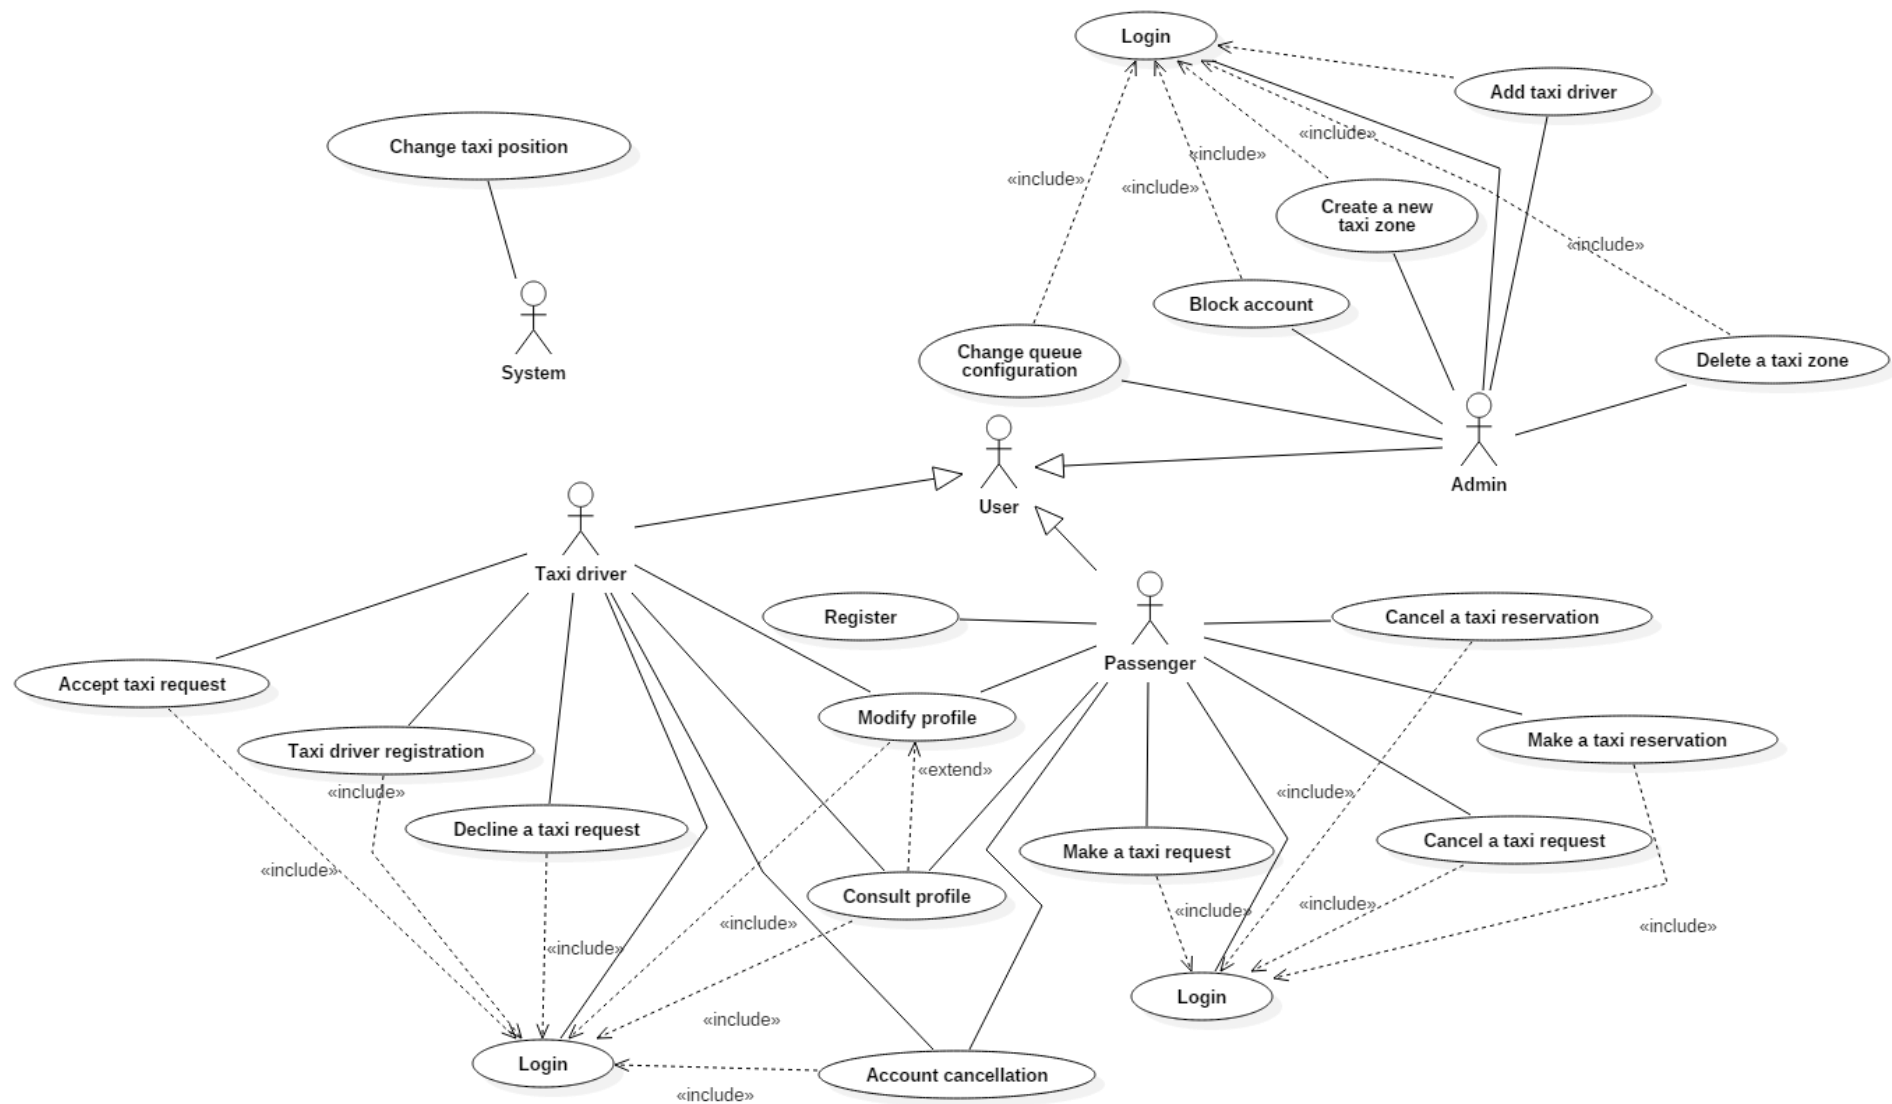 Login
Add taxi driver
«include»
Change taxi position
«include»
«include»
«include»
Create a new
taxi zone
«include»
Block account
Change queue
configuration
Delete a taxi zone
System
Admin
User
Taxi driver
Register
Cancel a taxi reservation
Passenger
Accept taxi request
Modify profile
Make a taxi reservation
Taxi driver registration
«extend»
«include»
«include»
Decline a taxi request
Cancel a taxi request
Make a taxi request
«include»
Consult profile
«include»
«include»
«include»
«include»
«include»
Login
«include»
Login
Account cancellation
«include»